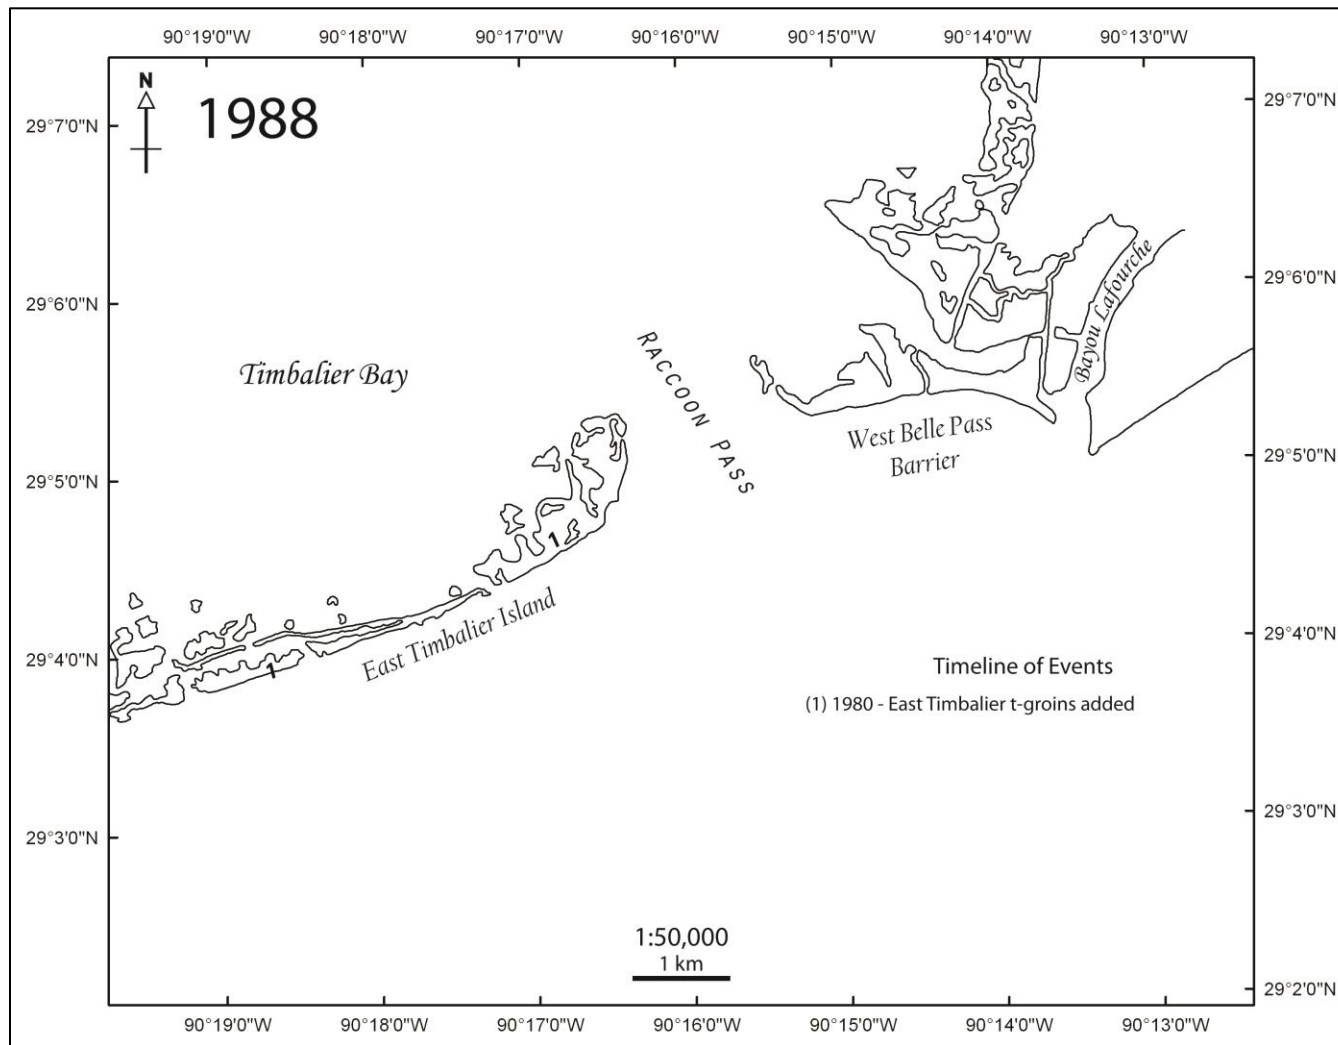 90°19'0"W 90°18'0"W 90°17'0"W 90°16'0"W 90°15'0"W 90°14'0"W 90°13'0"W
N
1988
29°7'0"N
29°7'0"N
Bayou Lafourche
29°6'0"N
29°6'0"N
RACCOON PASS
Timbalier Bay
West Belle Pass
Barrier
29°5'0"N
29°5'0"N
1
East Timbalier Island
29°4'0"N
29°4'0"N
1
Timeline of Events
(1) 1980 - East Timbalier t-groins added
29°3'0"N
29°3'0"N
1:50,000
1 km
29°2'0"N
90°19'0"W 90°18'0"W 90°17'0"W 90°16'0"W 90°15'0"W 90°14'0"W 90°13'0"W